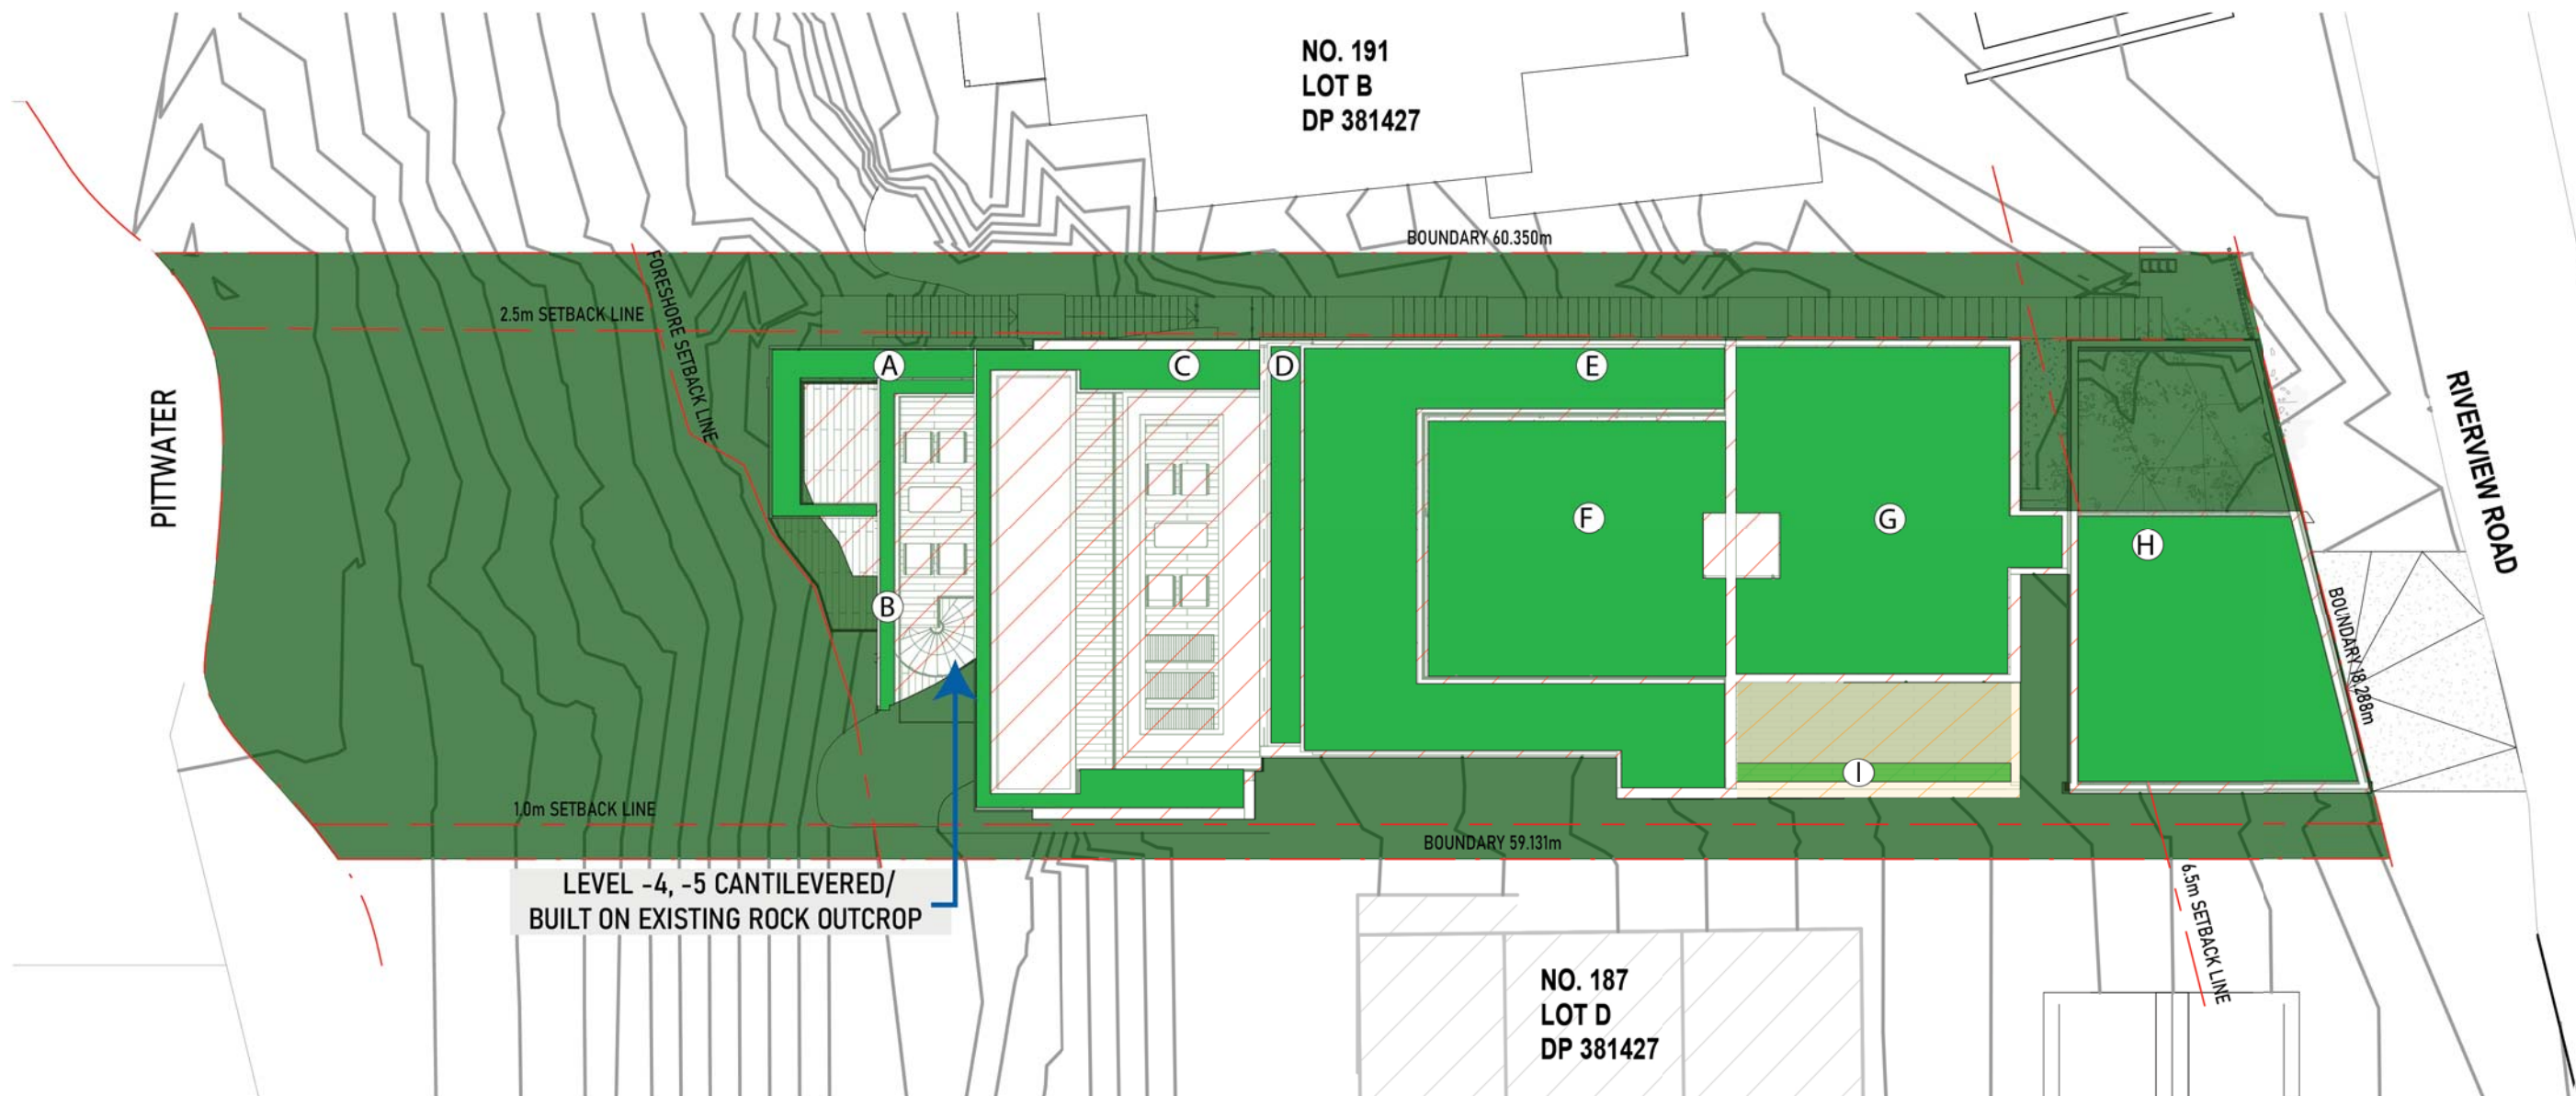 NO. 191
LOT B
DP 381427
BOUNDARY 60.350m
FORESHORE SETBACK LINE
2.5m SETBACK LINE
A
C
D
E
PITTWATER
RIVERVIEW ROAD
F
G
H
B
BOUNDARY 18.288m
I
1.0m SETBACK LINE
BOUNDARY 59.131m
LEVEL -4, -5 CANTILEVERED/
BUILT ON EXISTING ROCK OUTCROP
6.5m SETBACK LINE
NO. 187
LOT D
DP 381427